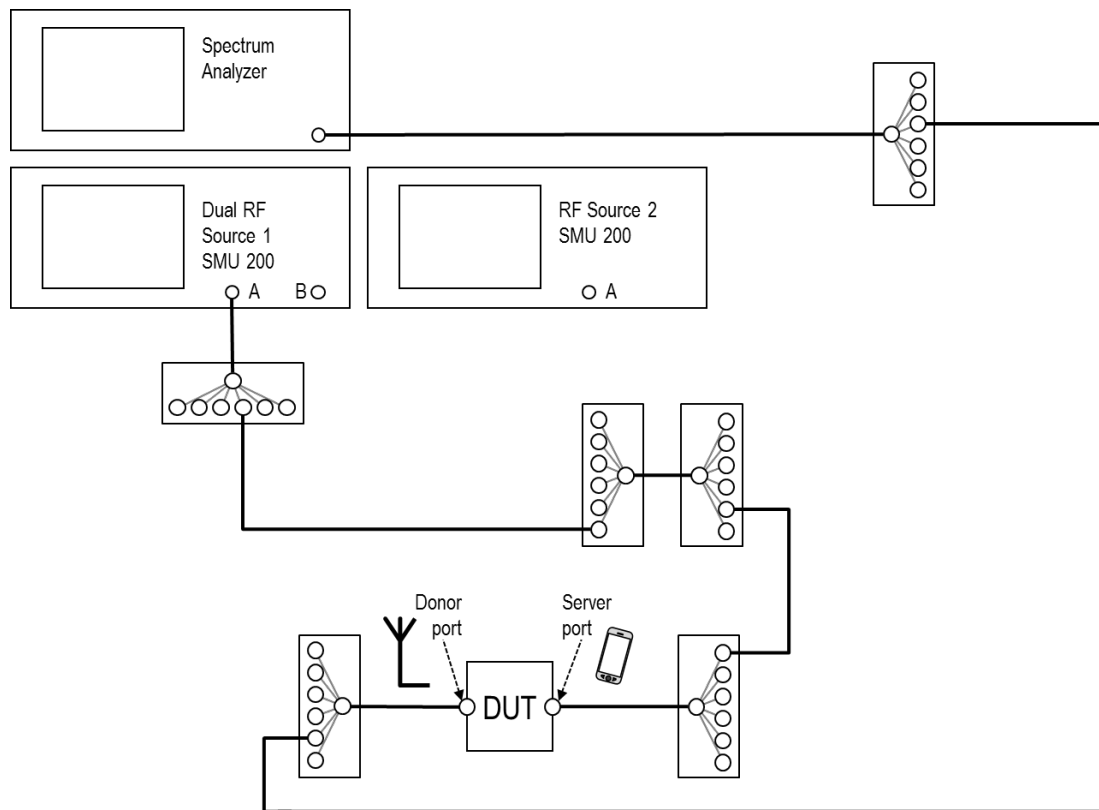 Spectrum
Analyzer
Dual RF
Source 1
SMU 200
A
B
RF Source 2
SMU 200
A
Donor
port
Server
port
DUT